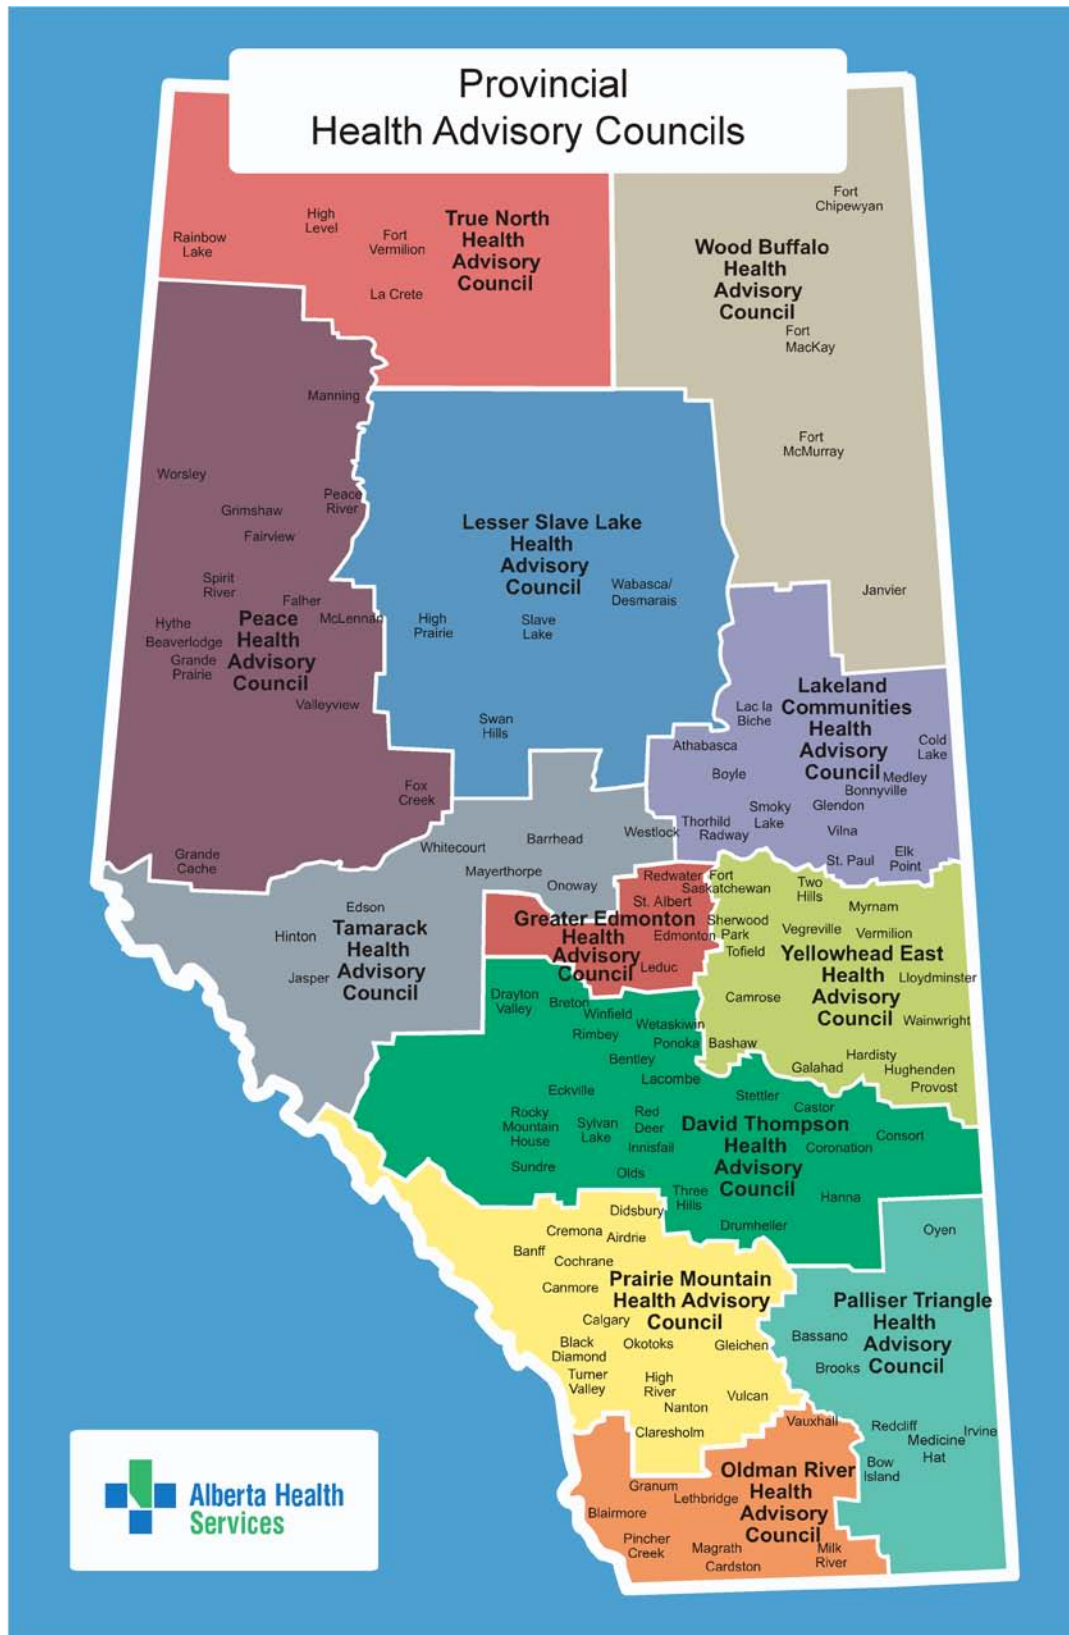 Provincial
Health Advisory Councils
True North
Health
Advisory
Council
Rainbow
Lake
High
Level
Fort
Vermilion
La Crete
Wood Buffalo
Health
Advisory
Council
Fort
Chipewyan
Fort
MacKay
Fort
McMurray
Janvier
Peace
Health
Advisory
Council
Manning
Worsley
Grimshaw
Peace
River
Fairview
Spirit
River
Falher
McLennan
Hythe
Beaverlodge
Grande
Prairie
Valleyview
Fox
Creek
Grande
Cache
Lesser Slave Lake
Health
Advisory
Council
Wabasca/
Desmarais
High
Prairie
Slave
Lake
Swan
Hills
Lakeland
Communities
Health
Advisory
Council
Lac la
Biche
Athabasca
Boyle
Cold
Lake
Medley
Bonnyville
Glendon
Smoky
Lake
Thorhild
Radway
Vilna
St. Paul
Elk
Point
Tamarack
Health
Advisory
Council
Whitecourt
Barrhead
Westlock
Mayerthorpe
Onoway
Edson
Hinton
Jasper
Greater Edmonton
Health
Advisory
Council
Redwater
Fort
Saskatchewan
St. Albert
Edmonton
Sherwood
Park
Leduc
Yellowhead East
Health
Advisory
Council
Two
Hills
Myrnam
Vegreville
Vermilion
Tofield
Lloydminster
Camrose
Wainwright
Bashaw
Hardisty
Galahad
Hughenden
Provost
David Thompson
Health
Advisory
Council
Drayton
Valley
Breton
Winfield
Wetaskiwin
Rimbey
Ponoka
Bentley
Lacombe
Eckville
Stettler
Castor
Rocky
Mountain
House
Sylvan
Lake
Red
Deer
Innisfail
Coronation
Consort
Sundre
Olds
Three
Hills
Hanna
Drumheller
Prairie Mountain
Health Advisory
Council
Didsbury
Cremona
Airdrie
Banff
Cochrane
Canmore
Calgary
Black
Diamond
Okotoks
Gleichen
Turner
Valley
High
River
Nanton
Vulcan
Claresholm
Palliser Triangle
Health
Advisory
Council
Oyen
Bassano
Brooks
Redcliff
Medicine
Hat
Irvine
Bow
Island
Oldman River
Health
Advisory
Council
Vauxhall
Granum
Lethbridge
Blairmore
Pincher
Creek
Magrath
Cardston
Milk
River
Alberta Health
Services